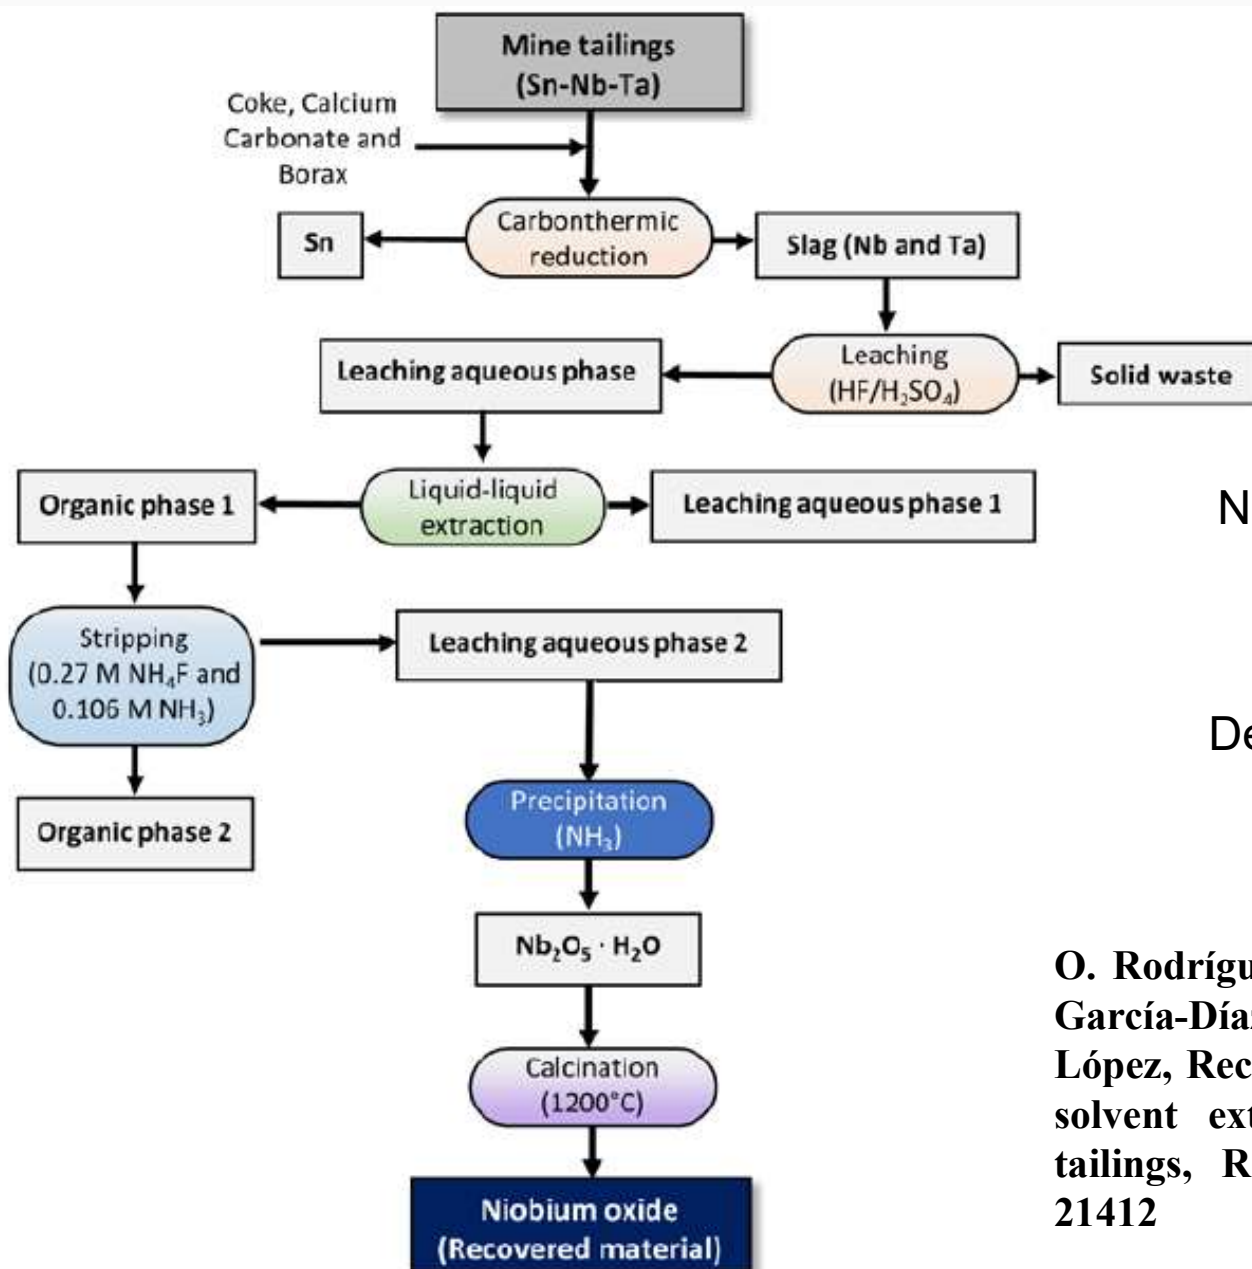 Mine tailings
(Sn-Nb-Ta)
Coke, Calcium
Carbonate and
Borax
Carbonthermic
reduction
Sn
Slag (Nb and Ta)
Leaching
(HF/H₂SO₄)
Leaching aqueous phase
Solid waste
Liquid-liquid
extraction
Organic phase 1
Leaching aqueous phase 1
N
Stripping
(0.27 M NH₄F and
0.106 M NH₃)
Leaching aqueous phase 2
De
Organic phase 2
Precipitation
(NH₃)
Nb₂O₅ · H₂O
Calcination
(1200°C)
Niobium oxide
(Recovered material)
O. Rodrígu
García-Díaz
López, Rec
solvent ext
tailings, R
21412